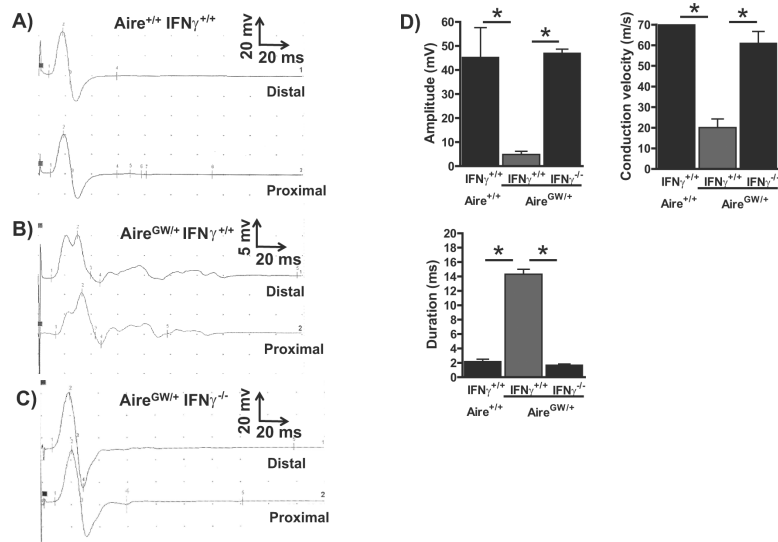 A)
Aire+/+ IFNγ+/+
20 mv
20 ms
Distal
Proximal
B)
AireGW/+ IFNγ+/+
5 mv
20 ms
Distal
Proximal
C)
AireGW/+ IFNγ-/-
20 mv
20 ms
Distal
Proximal
D)
Amplitude (mV)
60
50
40
30
20
10
0
* *
IFNγ+/+ IFNγ+/+ IFNγ-/-
Aire+/+ AireGW/+
Conduction velocity (m/s)
70
60
50
40
30
20
10
0
* *
IFNγ+/+ IFNγ+/+ IFNγ-/-
Aire+/+ AireGW/+
Duration (ms)
20
18
16
14
12
10
8
6
4
2
0
* *
IFNγ+/+ IFNγ+/+ IFNγ-/-
Aire+/+ AireGW/+